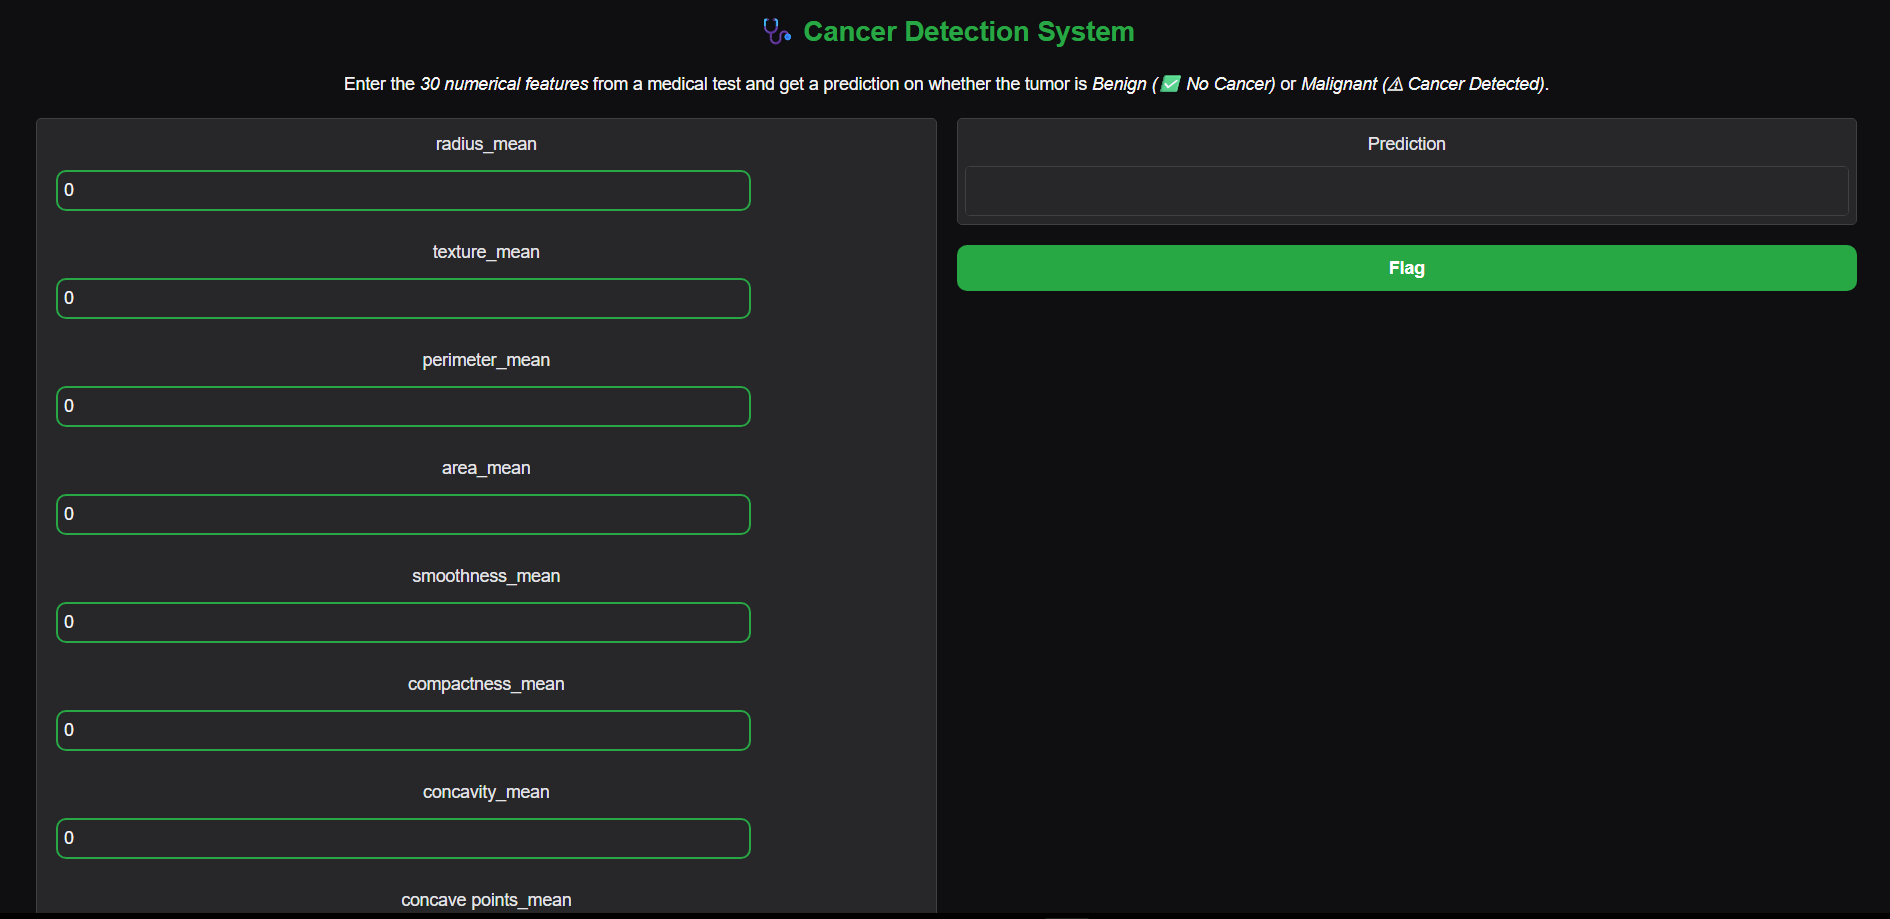 Cancer Detection System
Enter the 30 numerical features from a medical test and get a prediction on whether the tumor is Benign (✅ No Cancer) or Malignant (⚠ Cancer Detected).
radius_mean
0
texture_mean
0
perimeter_mean
0
area_mean
0
smoothness_mean
0
compactness_mean
0
concavity_mean
0
concave points_mean
Prediction
Flag